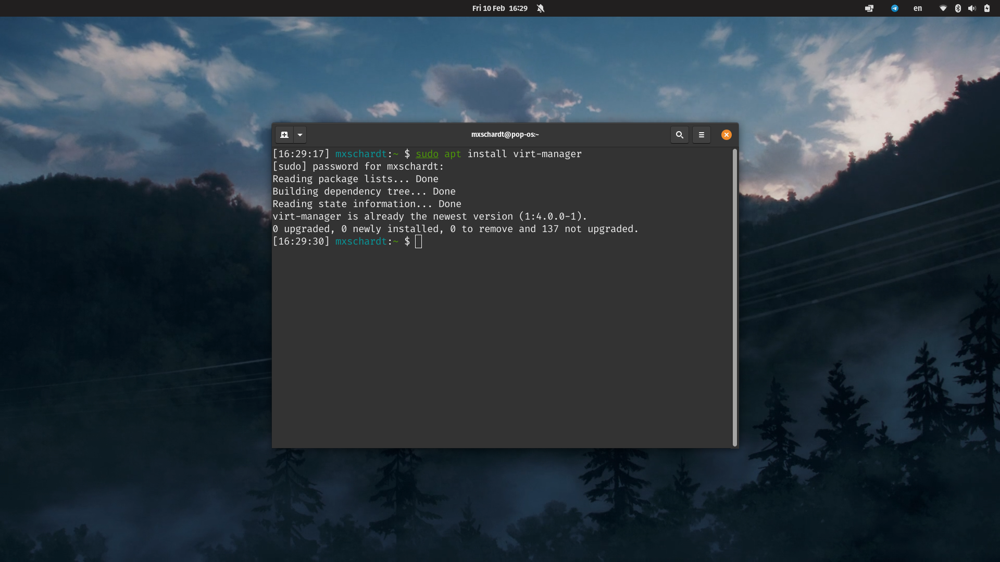 Fri 10 Feb 16:29
en
mxschardt@pop-os:~
[16:29:17] mxschardt:~ $ sudo apt install virt-manager
[sudo] password for mxschardt:
Reading package lists... Done
Building dependency tree... Done
Reading state information... Done
virt-manager is already the newest version (1:4.0.0-1).
0 upgraded, 0 newly installed, 0 to remove and 137 not upgraded.
[16:29:30] mxschardt:~ $